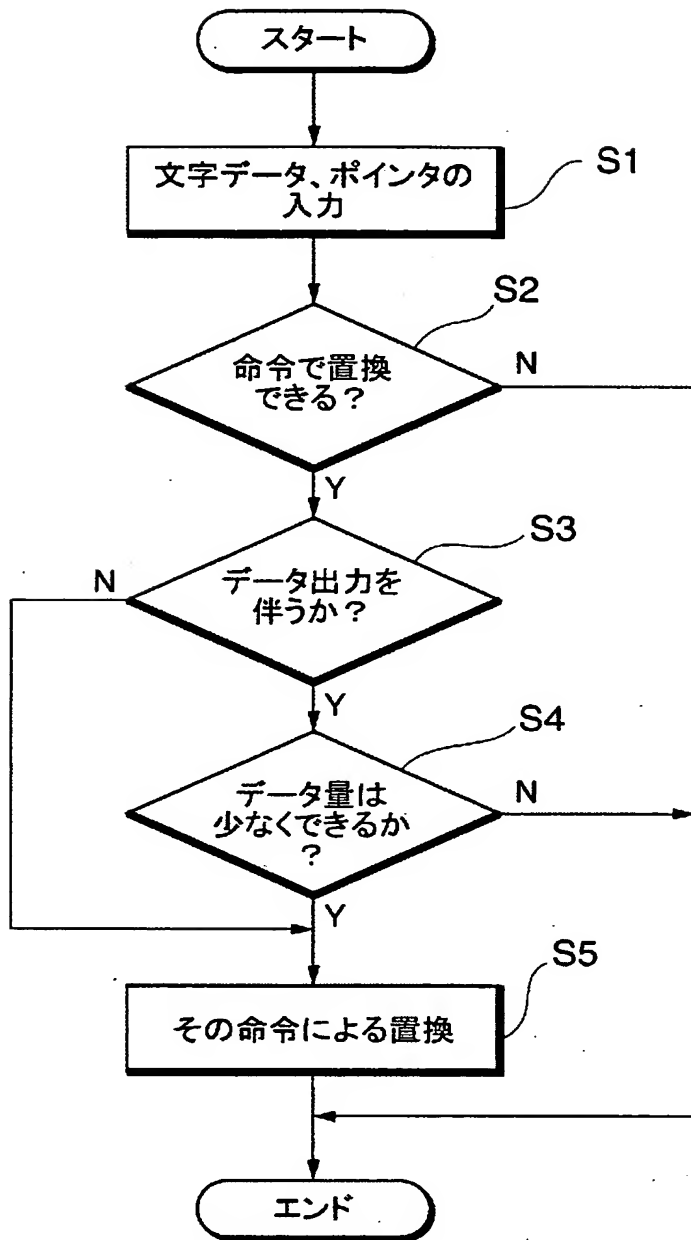 スタート
文字データ、ポインタの
入力
S1
S2
命令で置換
できる？
N
Y
S3
N
データ出力を
伴うか？
Y
S4
データ量は
少なくできるか
？
N
Y
S5
その命令による置換
エンド